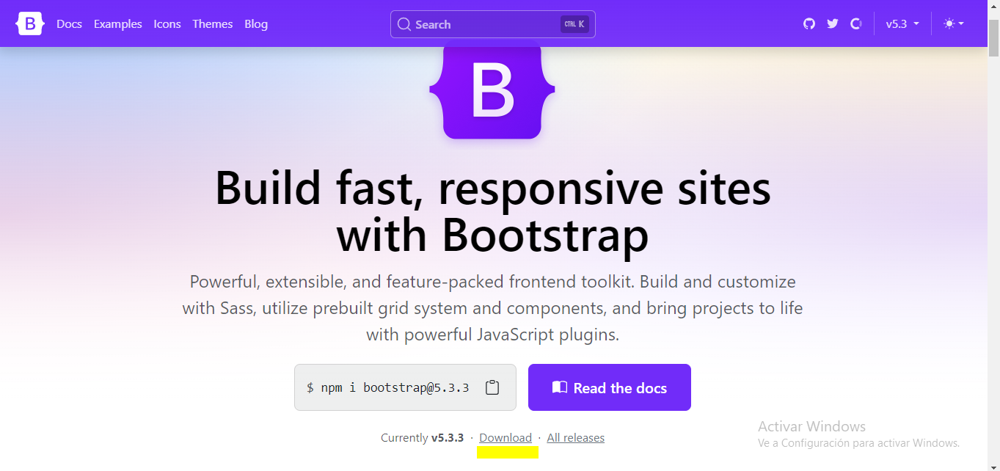 B Docs Examples Icons Themes Blog Search CTRL K v5.3
B
Build fast, responsive sites
with Bootstrap
Powerful, extensible, and feature-packed frontend toolkit. Build and customize
with Sass, utilize prebuilt grid system and components, and bring projects to life
with powerful JavaScript plugins.
$ npm i bootstrap@5.3.3 Read the docs
Currently v5.3.3 · Download · All releases
Activar Windows
Ve a Configuración para activar Windows.